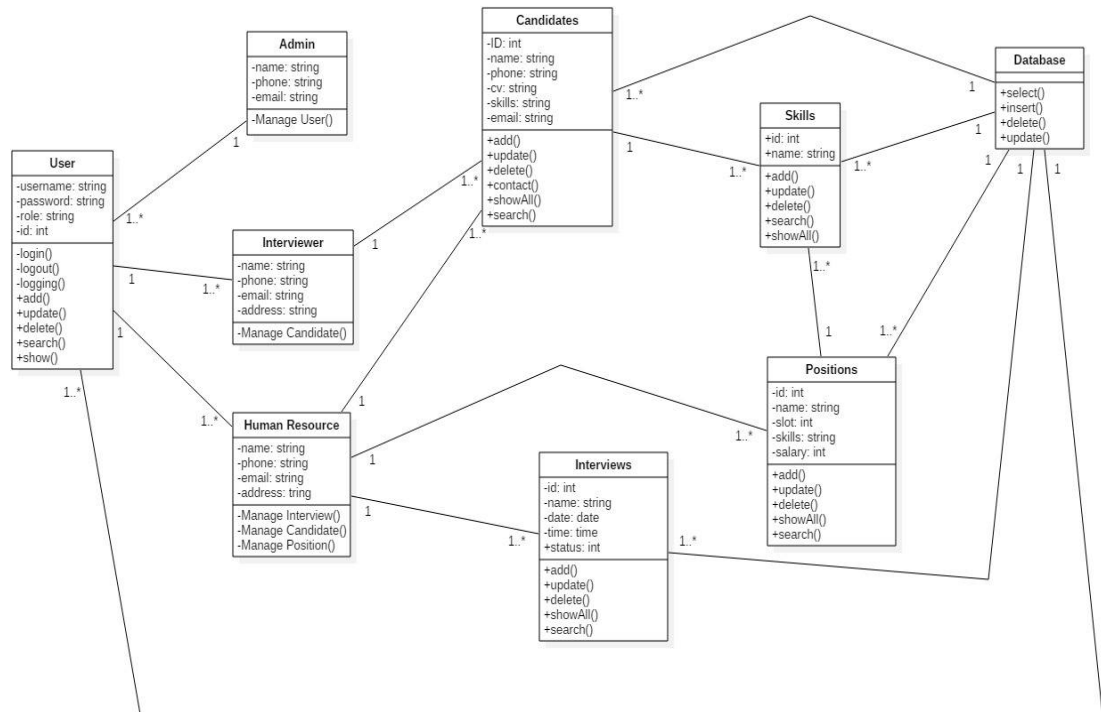 Candidates
-ID: int
-name: string
-phone: string
-cv: string
-skills: string
-email: string
+add()
+update()
+delete()
+contact()
+showAll()
+search()
1..*
1
1..*
1..*
Admin
-name: string
-phone: string
-email: string
-Manage User()
1
Database
+select()
+insert()
+delete()
+update()
1
1
1
1
1
Skills
+id: int
+name: string
+add()
+update()
+delete()
+search()
+showAll()
1..*
1..*
1..*
User
-username: string
-password: string
-role: string
-id: int
-login()
-logout()
-logging()
+add()
+update()
+delete()
+search()
+show()
1..*
1
1
1..*
Interviewer
-name: string
-phone: string
-email: string
-address: string
-Manage Candidate()
1
1..*
Human Resource
-name: string
-phone: string
-email: string
-address: tring
-Manage Interview()
-Manage Candidate()
-Manage Position()
1..*
1
1
1
Positions
-id: int
-name: string
-slot: int
-skills: string
-salary: int
+add()
+update()
+delete()
+showAll()
+search()
1
1..*
1..*
Interviews
-id: int
-name: string
-date: date
-time: time
+status: int
+add()
+update()
+delete()
+showAll()
+search()
1..*
1..*